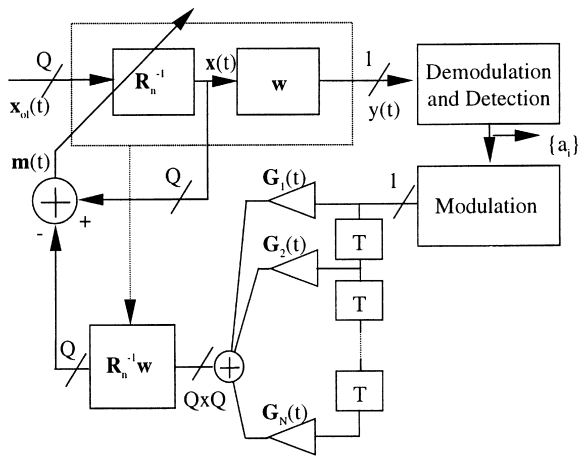 Q
x(t)
1
Demodulation
and Detection
R_n^-1
w
x_ol(t)
y(t)
{a_i}
m(t)
Q
G_1(t)
1
Modulation
+
+
-
T
G_2(t)
T
Q
R_n^-1 w
+
T
QxQ
G_N(t)